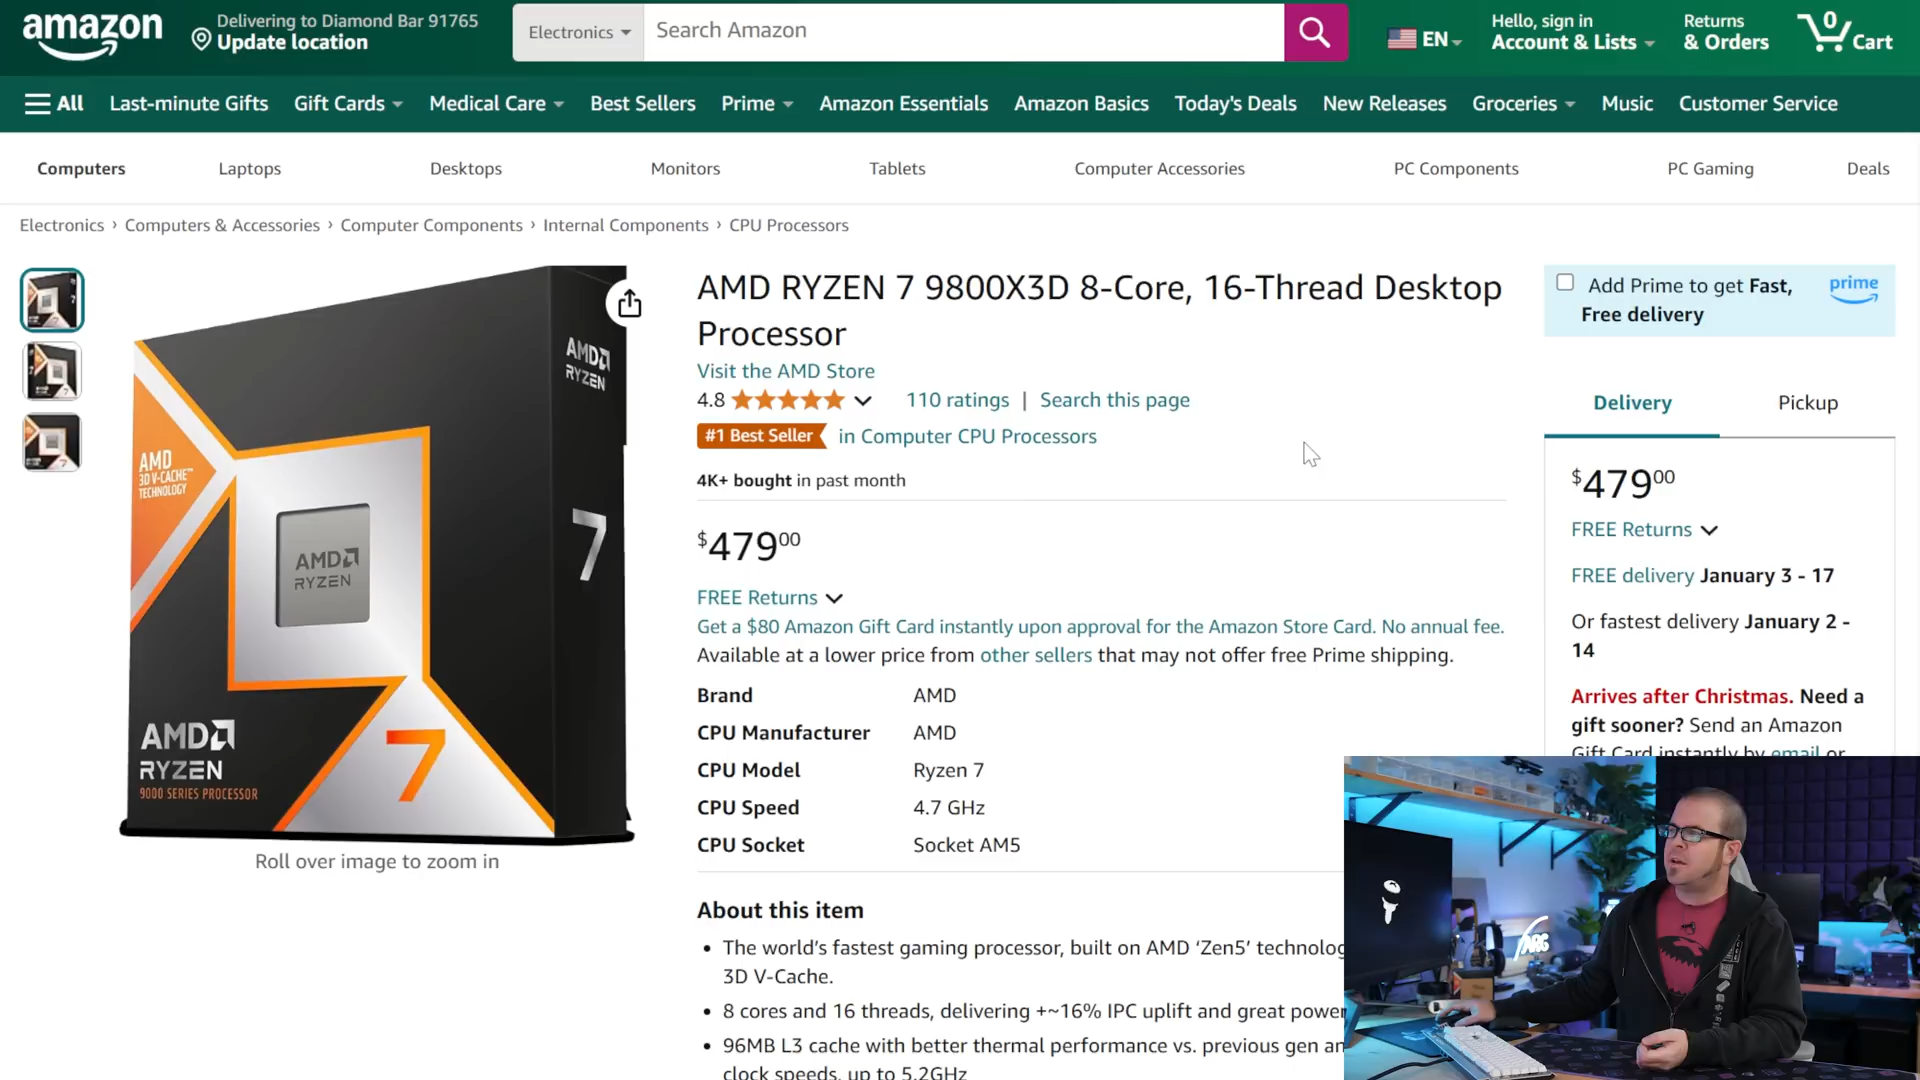 amazon
Delivering to Diamond Bar 91765
Update location
Electronics
Search Amazon
EN
Hello, sign in
Account & Lists
Returns
& Orders
0
Cart
All
Last-minute Gifts
Gift Cards
Medical Care
Best Sellers
Prime
Amazon Essentials
Amazon Basics
Today's Deals
New Releases
Groceries
Music
Customer Service
Computers
Laptops
Desktops
Monitors
Tablets
Computer Accessories
PC Components
PC Gaming
Deals
Electronics › Computers & Accessories › Computer Components › Internal Components › CPU Processors
AMD
RYZEN
AMD
3D V-CACHE™
TECHNOLOGY
7
AMD
RYZEN
AMD
RYZEN
9000 SERIES PROCESSOR
7
Roll over image to zoom in
AMD RYZEN 7 9800X3D 8-Core, 16-Thread Desktop
Processor
Visit the AMD Store
4.8
110 ratings | Search this page
#1 Best Seller in Computer CPU Processors
4K+ bought in past month
$47900
FREE Returns
Get a $80 Amazon Gift Card instantly upon approval for the Amazon Store Card. No annual fee.
Available at a lower price from other sellers that may not offer free Prime shipping.
Brand AMD
CPU Manufacturer AMD
CPU Model Ryzen 7
CPU Speed 4.7 GHz
CPU Socket Socket AM5
About this item
• The world's fastest gaming processor, built on AMD ‘Zen5’ technolog
3D V-Cache.
• 8 cores and 16 threads, delivering +~16% IPC uplift and great power
• 96MB L3 cache with better thermal performance vs. previous gen an
clock speeds, up to 5.2GHz
Add Prime to get Fast,
Free delivery
prime
Delivery
Pickup
$47900
FREE Returns
FREE delivery January 3 - 17
Or fastest delivery January 2 -
14
Arrives after Christmas. Need a
gift sooner? Send an Amazon
Gift Card instantly by email or
ARC